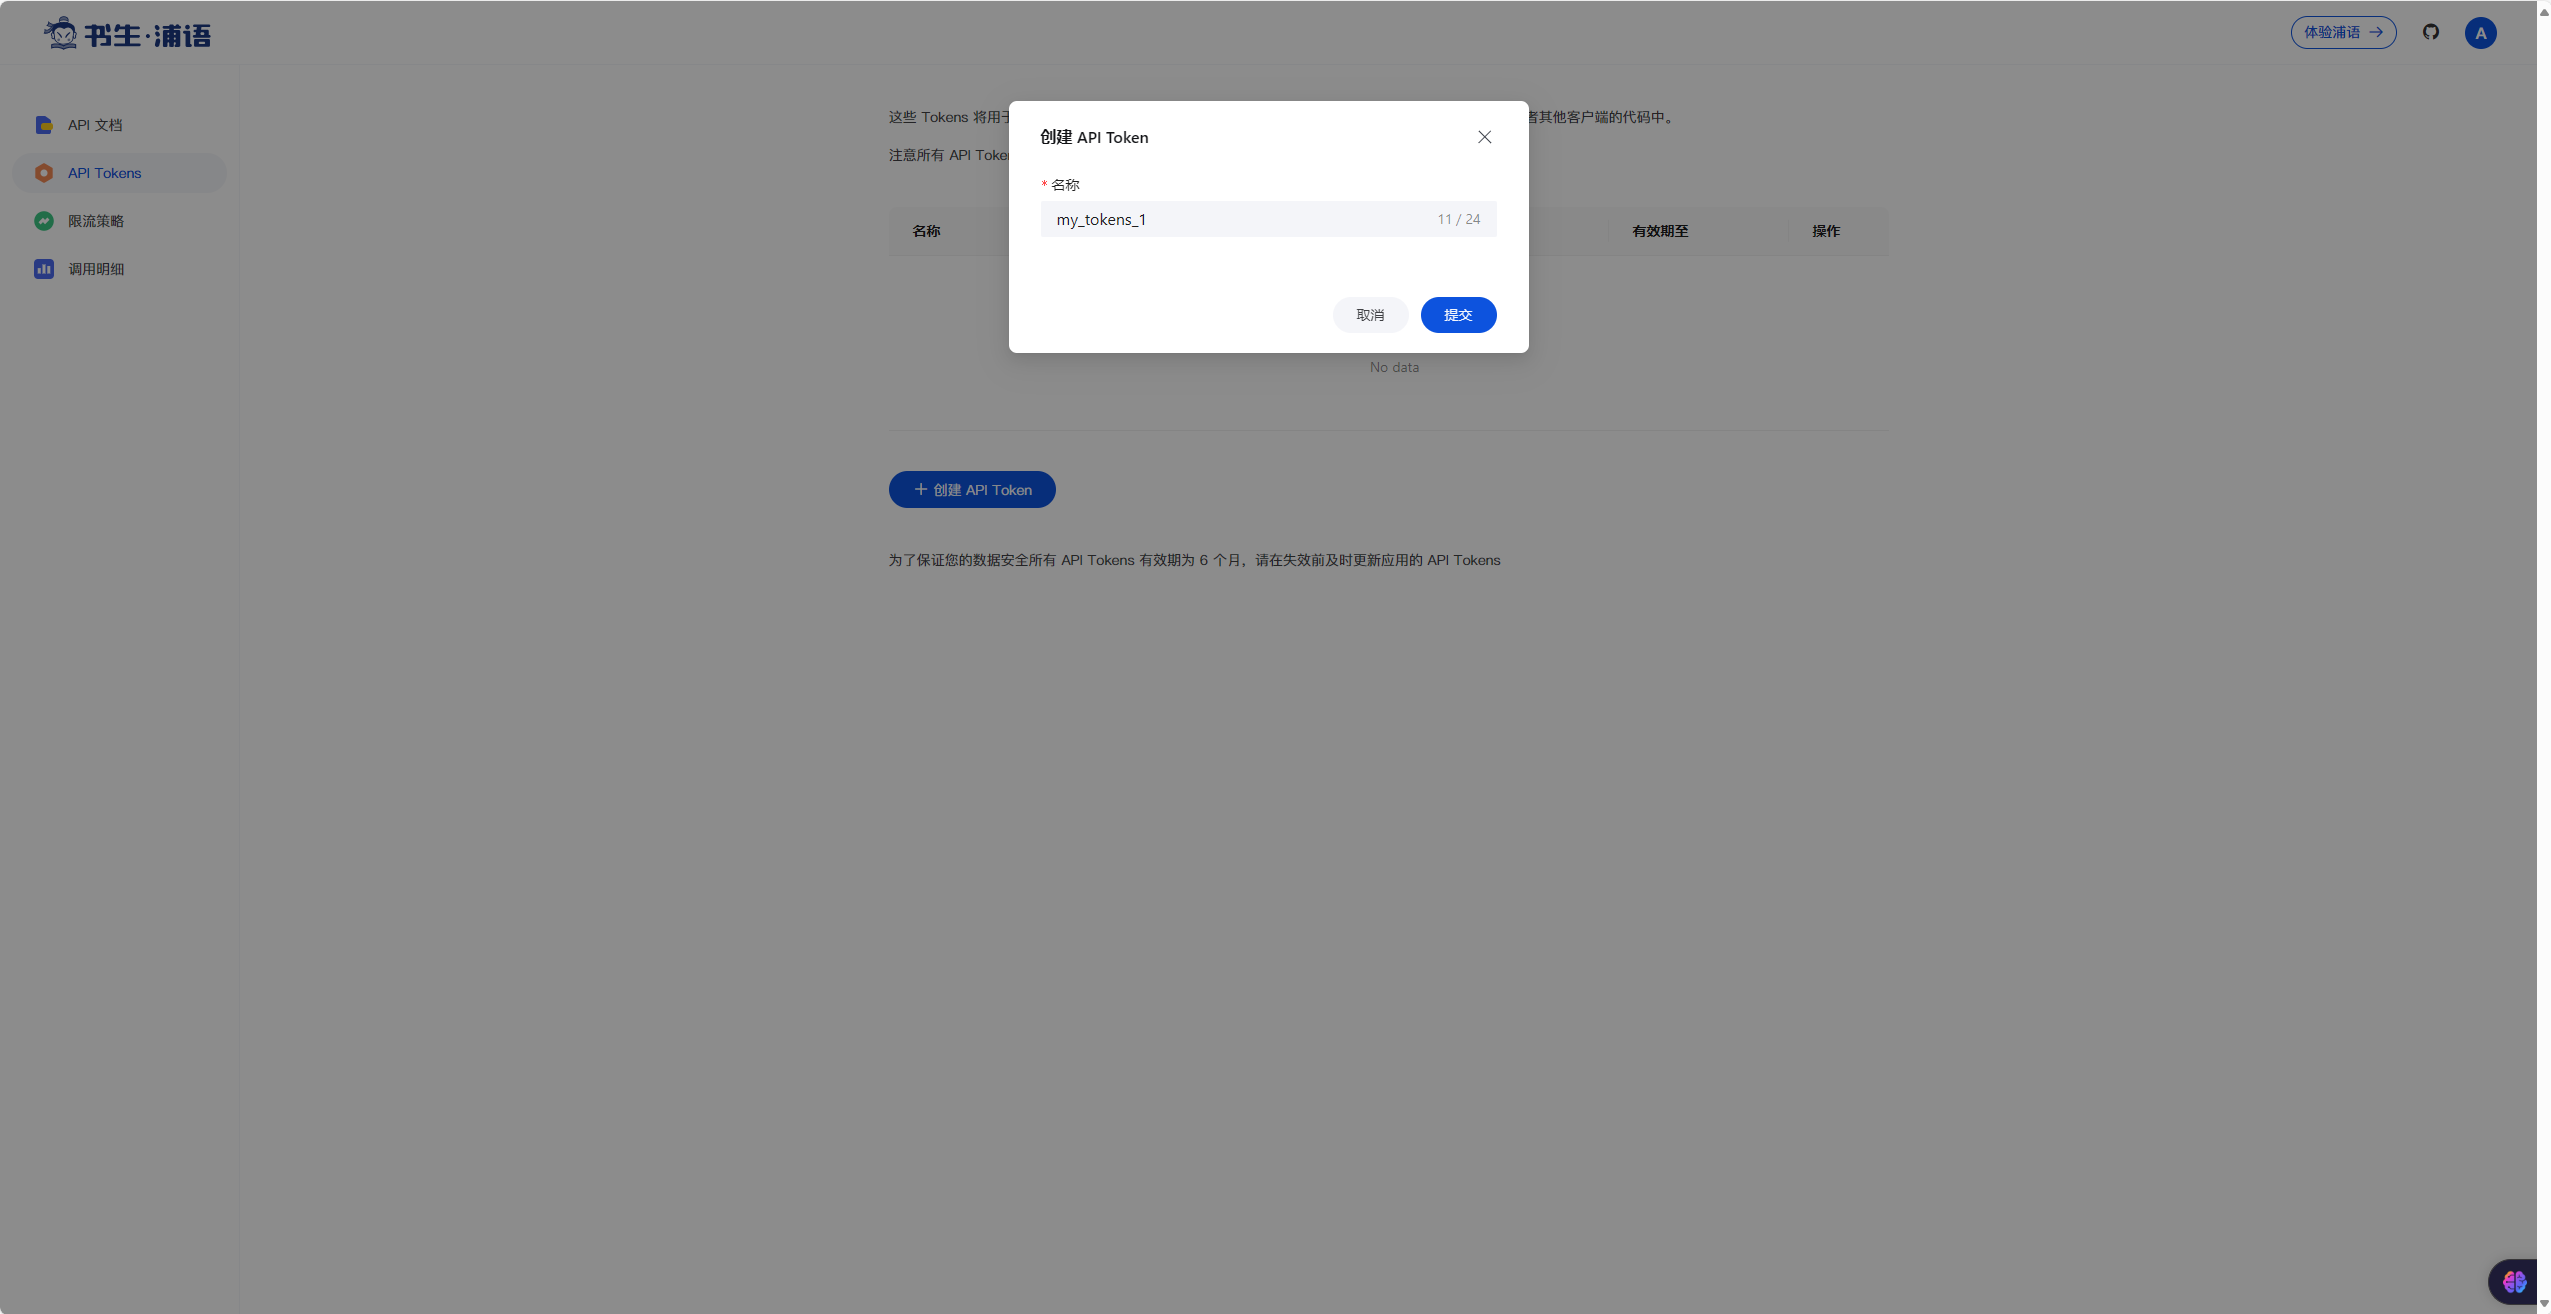 书生·浦语
体验浦语
A
API 文档
API Tokens
限流策略
调用明细
这些 Tokens 将用于
者其他客户端的代码中。
注意所有 API Token
名称
有效期至
操作
No data
创建 API Token
* 名称
my_tokens_1
11 / 24
取消
提交
创建 API Token
为了保证您的数据安全所有 API Tokens 有效期为 6 个月，请在失效前及时更新应用的 API Tokens